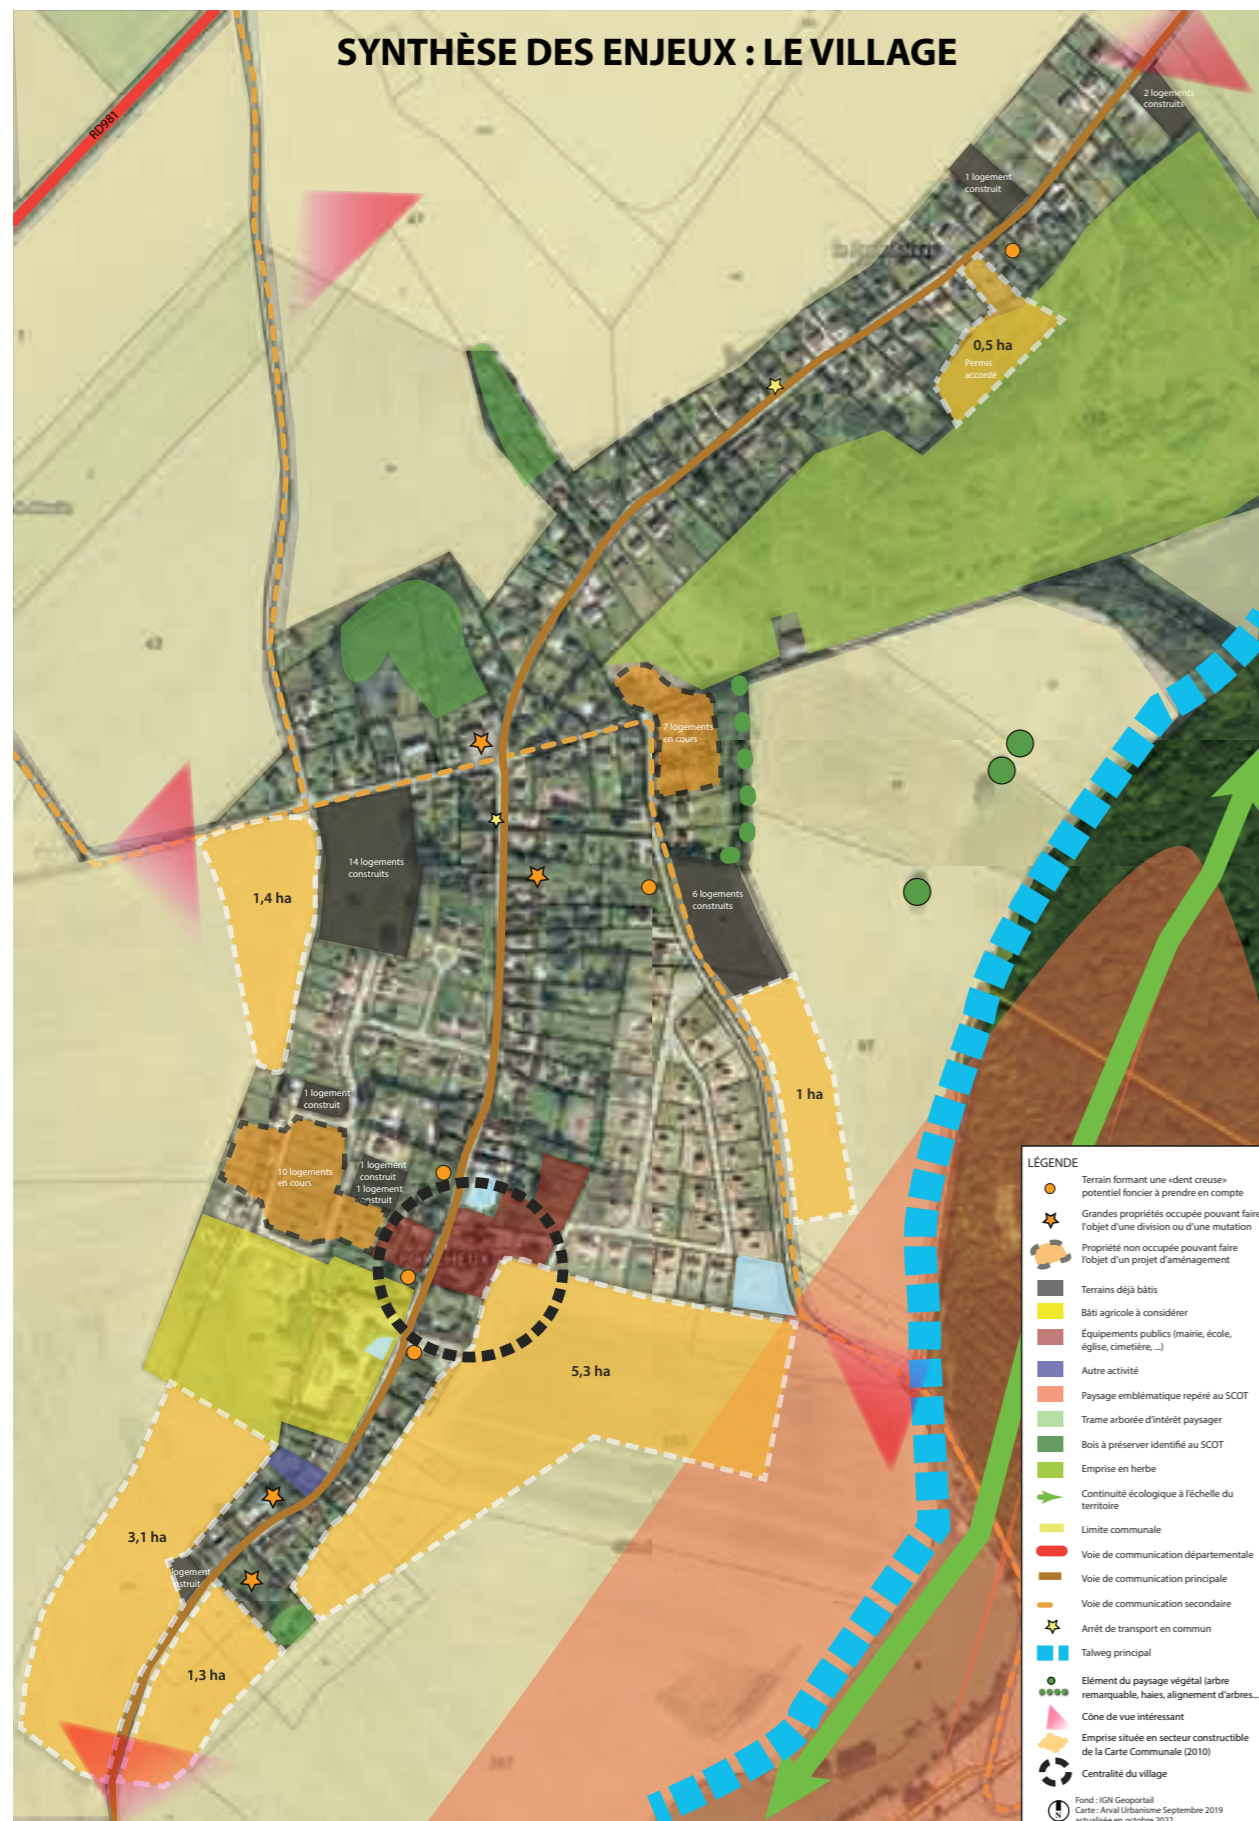 SYNTHÈSE DES ENJEUX : LE VILLAGE
RD981
2 logements
construits
1 logement
construit
0,5 ha
Permis
accordé
7 logements
en cours
14 logements
construits
6 logements
construits
1,4 ha
1 ha
1 logement
construit
10 logements
en cours
1 logement
construit
1 logement
5,3 ha
3,1 ha
logement
1,3 ha
LÉGENDE
Terrain formant une «dent creuse»
potentiel foncier à prendre en compte
Grandes propriétés occupée pouvant faire
l'objet d'une division ou d'une mutation
Propriété non occupée pouvant faire
l'objet d'un projet d'aménagement
Terrains déjà bâtis
Bâti agricole à considérer
Équipements publics (mairie, école,
église, cimetière, ...)
Autre activité
Paysage emblématique repéré au SCOT
Trame arborée d'intérêt paysager
Bois à préserver identifié au SCOT
Emprise en herbe
Continuité écologique à l'échelle du
territoire
Limite communale
Voie de communication départementale
Voie de communication principale
Voie de communication secondaire
Arrêt de transport en commun
Talweg principal
Elément du paysage végétal (arbre
remarquable, haies, alignement d'arbres...
Cône de vue intéressant
Emprise située en secteur constructible
de la Carte Communale (2010)
Centralité du village
N
Fond : IGN Geoportail
Carte : Arval Urbanisme Septembre 2019
actualisée en octobre 2022